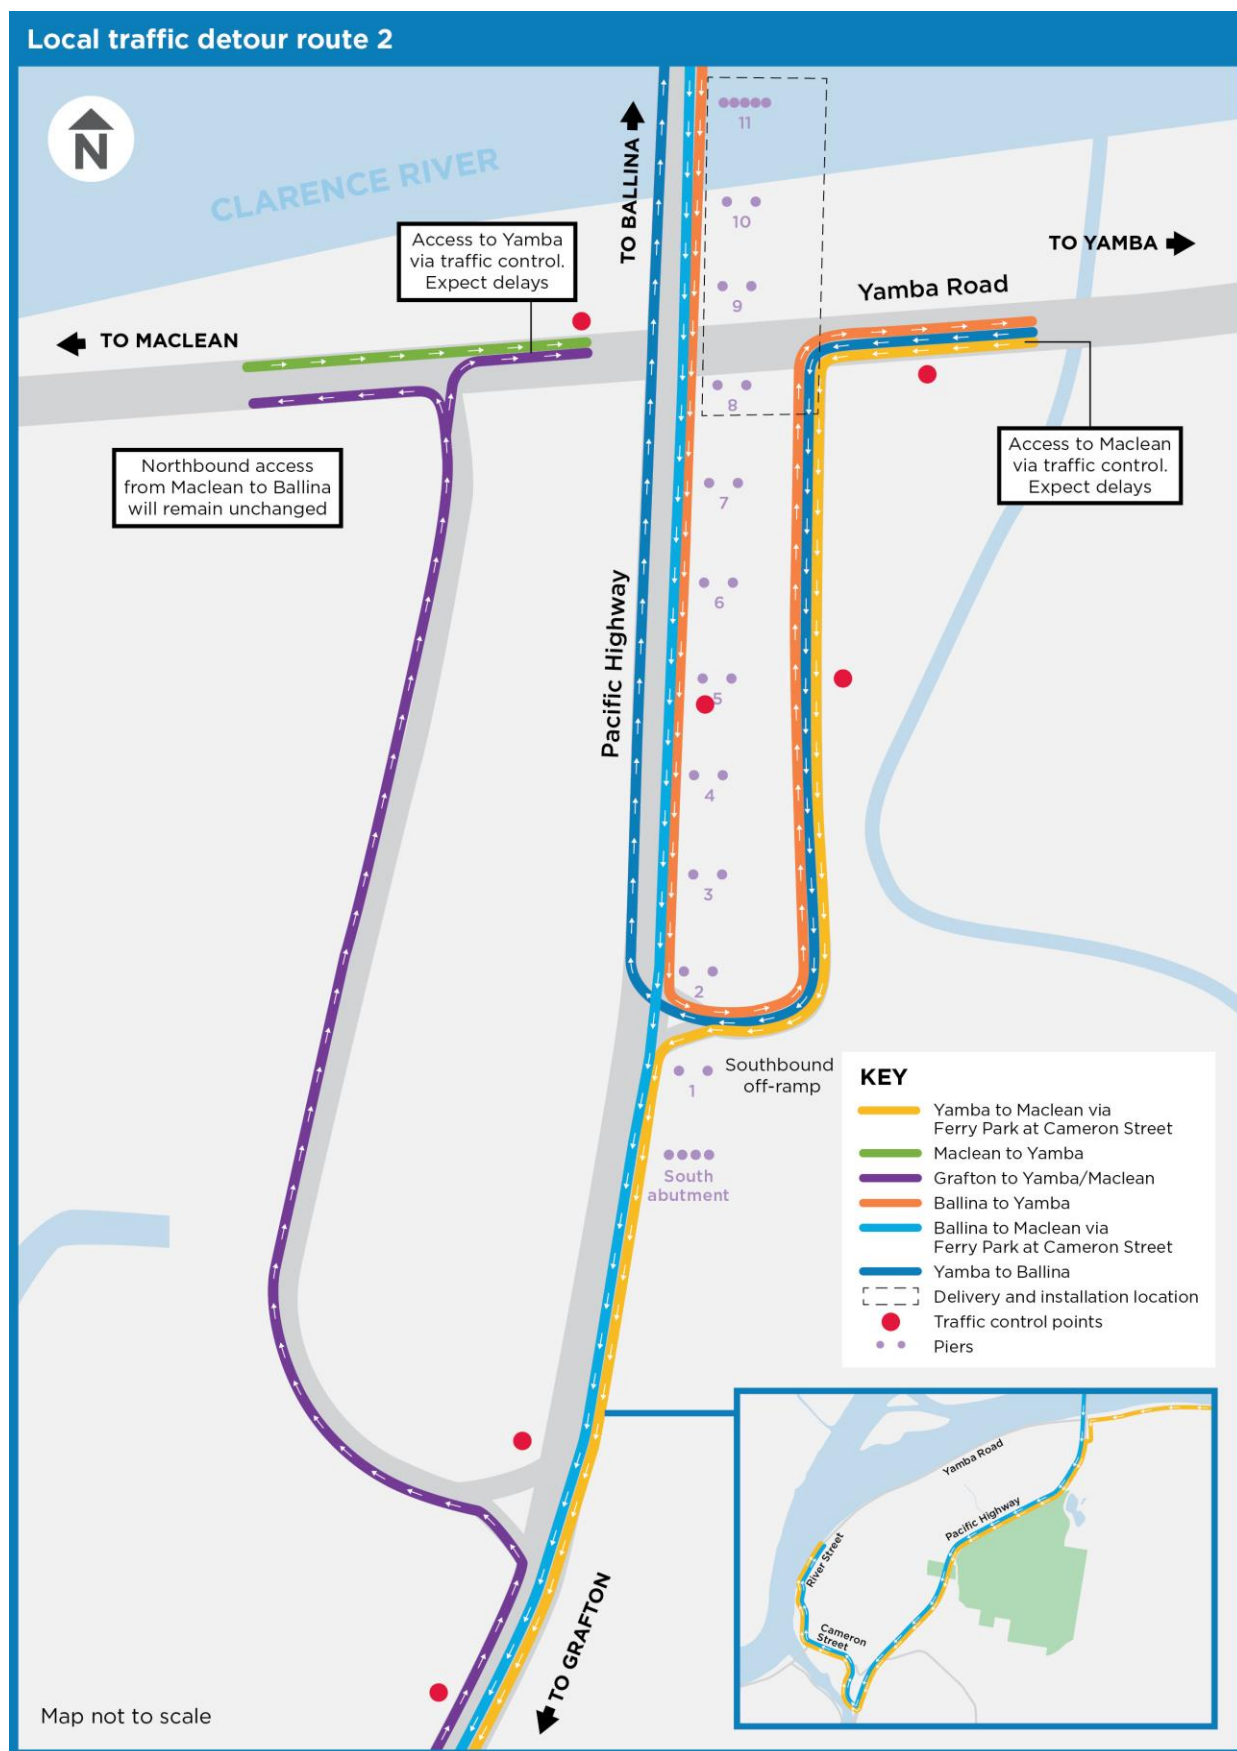 Local traffic detour route 2
N
CLARENCE RIVER
TO BALLINA
11
10
9
8
7
6
5
4
3
2
1
Access to Yamba
via traffic control.
Expect delays
TO YAMBA
Yamba Road
TO MACLEAN
Northbound access
from Maclean to Ballina
will remain unchanged
Access to Maclean
via traffic control.
Expect delays
Pacific Highway
Southbound
off-ramp
South
abutment
KEY
Yamba to Maclean via
Ferry Park at Cameron Street
Maclean to Yamba
Grafton to Yamba/Maclean
Ballina to Yamba
Ballina to Maclean via
Ferry Park at Cameron Street
Yamba to Ballina
Delivery and installation location
Traffic control points
Piers
Yamba Road
Pacific Highway
River Street
Cameron
Street
TO GRAFTON
Map not to scale